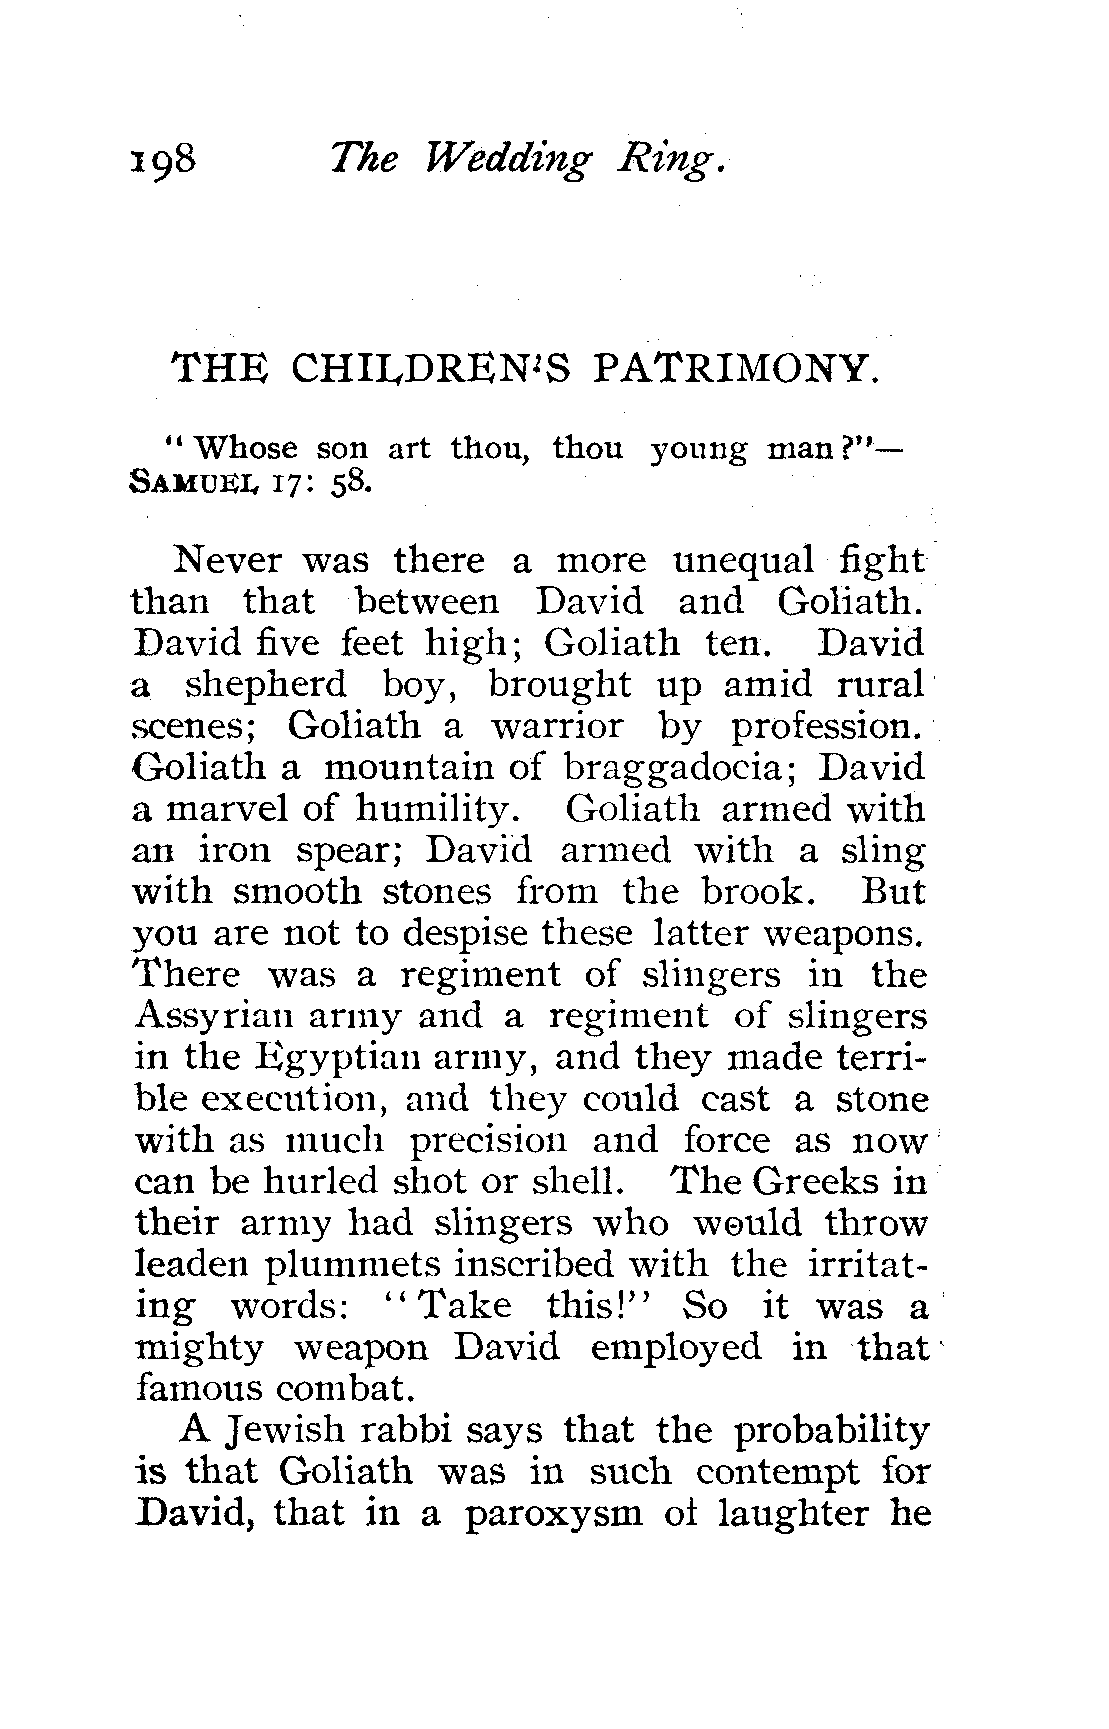 198 The Wedding Ring.
THE CHILDREN'S PATRIMONY.
"Whose son art thou, thou young man?"—
SAMUEL 17: 58.
Never was there a more unequal fight
than that between David and Goliath.
David five feet high; Goliath ten. David
a shepherd boy, brought up amid rural
scenes; Goliath a warrior by profession.
Goliath a mountain of braggadocia; David
a marvel of humility. Goliath armed with
an iron spear; David armed with a sling
with smooth stones from the brook. But
you are not to despise these latter weapons.
There was a regiment of slingers in the
Assyrian army and a regiment of slingers
in the Egyptian army, and they made terri-
ble execution, and they could cast a stone
with as much precision and force as now
can be hurled shot or shell. The Greeks in
their army had slingers who would throw
leaden plummets inscribed with the irritat-
ing words: "Take this!" So it was a
mighty weapon David employed in that
famous combat.
A Jewish rabbi says that the probability
is that Goliath was in such contempt for
David, that in a paroxysm of laughter he